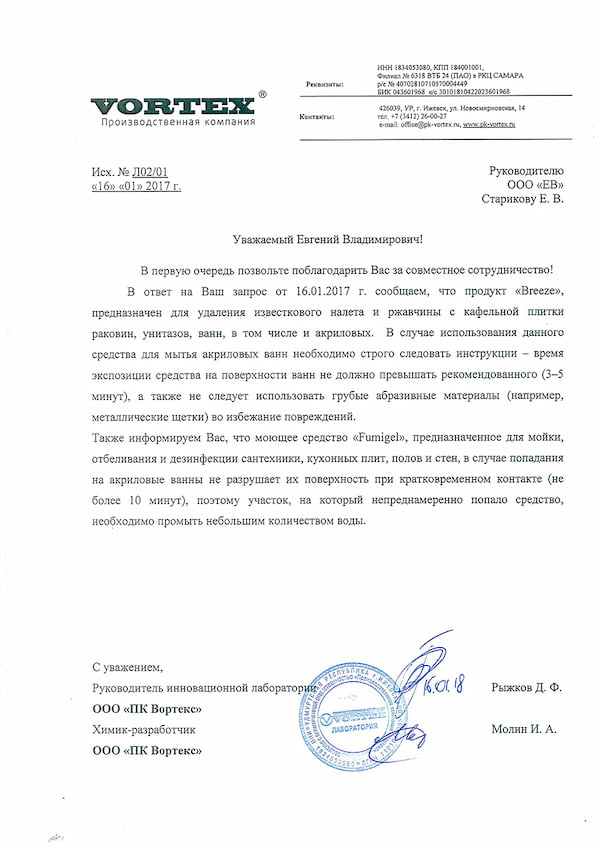 VORTEX®
Производственная компания
Реквизиты:
ИНН 1834053080, КПП 184001001,
Филиал № 6318 ВТБ 24 (ПАО) в РКЦ САМАРА
р/с № 40702810710570004449
БИК 043601968 к/с 30101810422023601968
Контакты:
426039, УР, г. Ижевск, ул. Новосмирновская, 14
тел. +7 (3412) 26-00-27
e-mail: office@pk-vortex.ru, www.pk-vortex.ru
Исх. № Л02/01
«16» «01» 2017 г.
Руководителю
ООО «ЕВ»
Старикову Е. В.
Уважаемый Евгений Владимирович!
В первую очередь позвольте поблагодарить Вас за совместное сотрудничество!
В ответ на Ваш запрос от 16.01.2017 г. сообщаем, что продукт «Breeze»,
предназначен для удаления известкового налета и ржавчины с кафельной плитки
раковин, унитазов, ванн, в том числе и акриловых. В случае использования данного
средства для мытья акриловых ванн необходимо строго следовать инструкции – время
экспозиции средства на поверхности ванн не должно превышать рекомендованного (3–5
минут), а также не следует использовать грубые абразивные материалы (например,
металлические щетки) во избежание повреждений.
Также информируем Вас, что моющее средство «Fumigel», предназначенное для мойки,
отбеливания и дезинфекции сантехники, кухонных плит, полов и стен, в случае попадания
на акриловые ванны не разрушает их поверхность при кратковременном контакте (не
более 10 минут), поэтому участок, на который непреднамеренно попало средство,
необходимо промыть небольшим количеством воды.
С уважением,
Руководитель инновационной лаборатории
16.01.18
Рыжков Д. Ф.
ООО «ПК Вортекс»
Химик-разработчик
Молин И. А.
ООО «ПК Вортекс»
VORTEX
ЛАБОРАТОРИЯ
УДМУРТСКАЯ РЕСПУБЛИКА г. ИЖЕВСК
1834053080